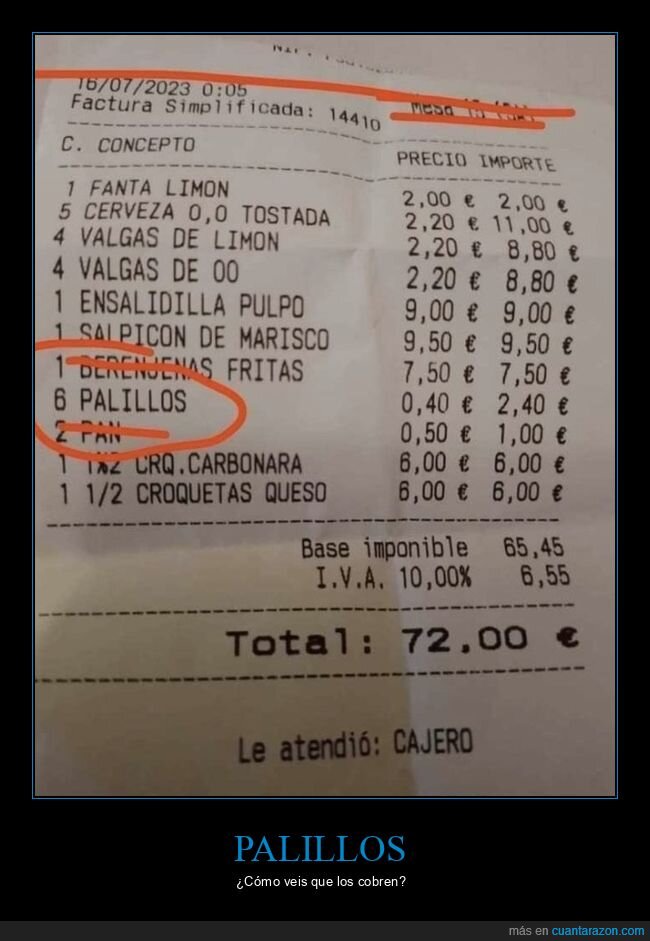 16/07/2023 0:05
Factura Simplificada: 14410
Mesa
C. CONCEPTO PRECIO IMPORTE
1 FANTA LIMON 2,00 € 2,00 €
5 CERVEZA 0,0 TOSTADA 2,20 € 11,00 €
4 VALGAS DE LIMON 2,20 € 8,80 €
4 VALGAS DE 00 2,20 € 8,80 €
1 ENSALIDILLA PULPO 9,00 € 9,00 €
1 SALPICON DE MARISCO 9,50 € 9,50 €
1 BERENJENAS FRITAS 7,50 € 7,50 €
6 PALILLOS 0,40 € 2,40 €
2 PAN 0,50 € 1,00 €
1 1/2 CRQ.CARBONARA 6,00 € 6,00 €
1 1/2 CROQUETAS QUESO 6,00 € 6,00 €
Base imponible 65,45
I.V.A. 10,00% 6,55
Total: 72,00 €
Le atendió: CAJERO
PALILLOS
¿Cómo veis que los cobren?
más en cuantarazon.com